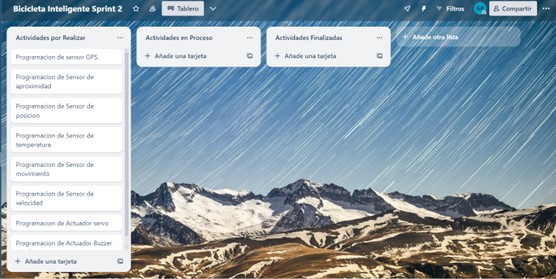 Bicicleta Inteligente Sprint 2
Tablero
Filtros
Compartir
Actividades por Realizar
Programacion de sensor GPS.
Programacion de Sensor de
aproximidad
Programacion de Sensor de
posicion
Programacion de Sensor de
temperatura
Programacion de Sensor de
movimiento
Programacion de Sensor de
velocidad
Programacion de Actuador servo
Programacion de Actuador Buzzer
+ Añade una tarjeta
Actividades en Proceso
+ Añade una tarjeta
Actividades Finalizadas
+ Añade una tarjeta
+ Añade otra lista